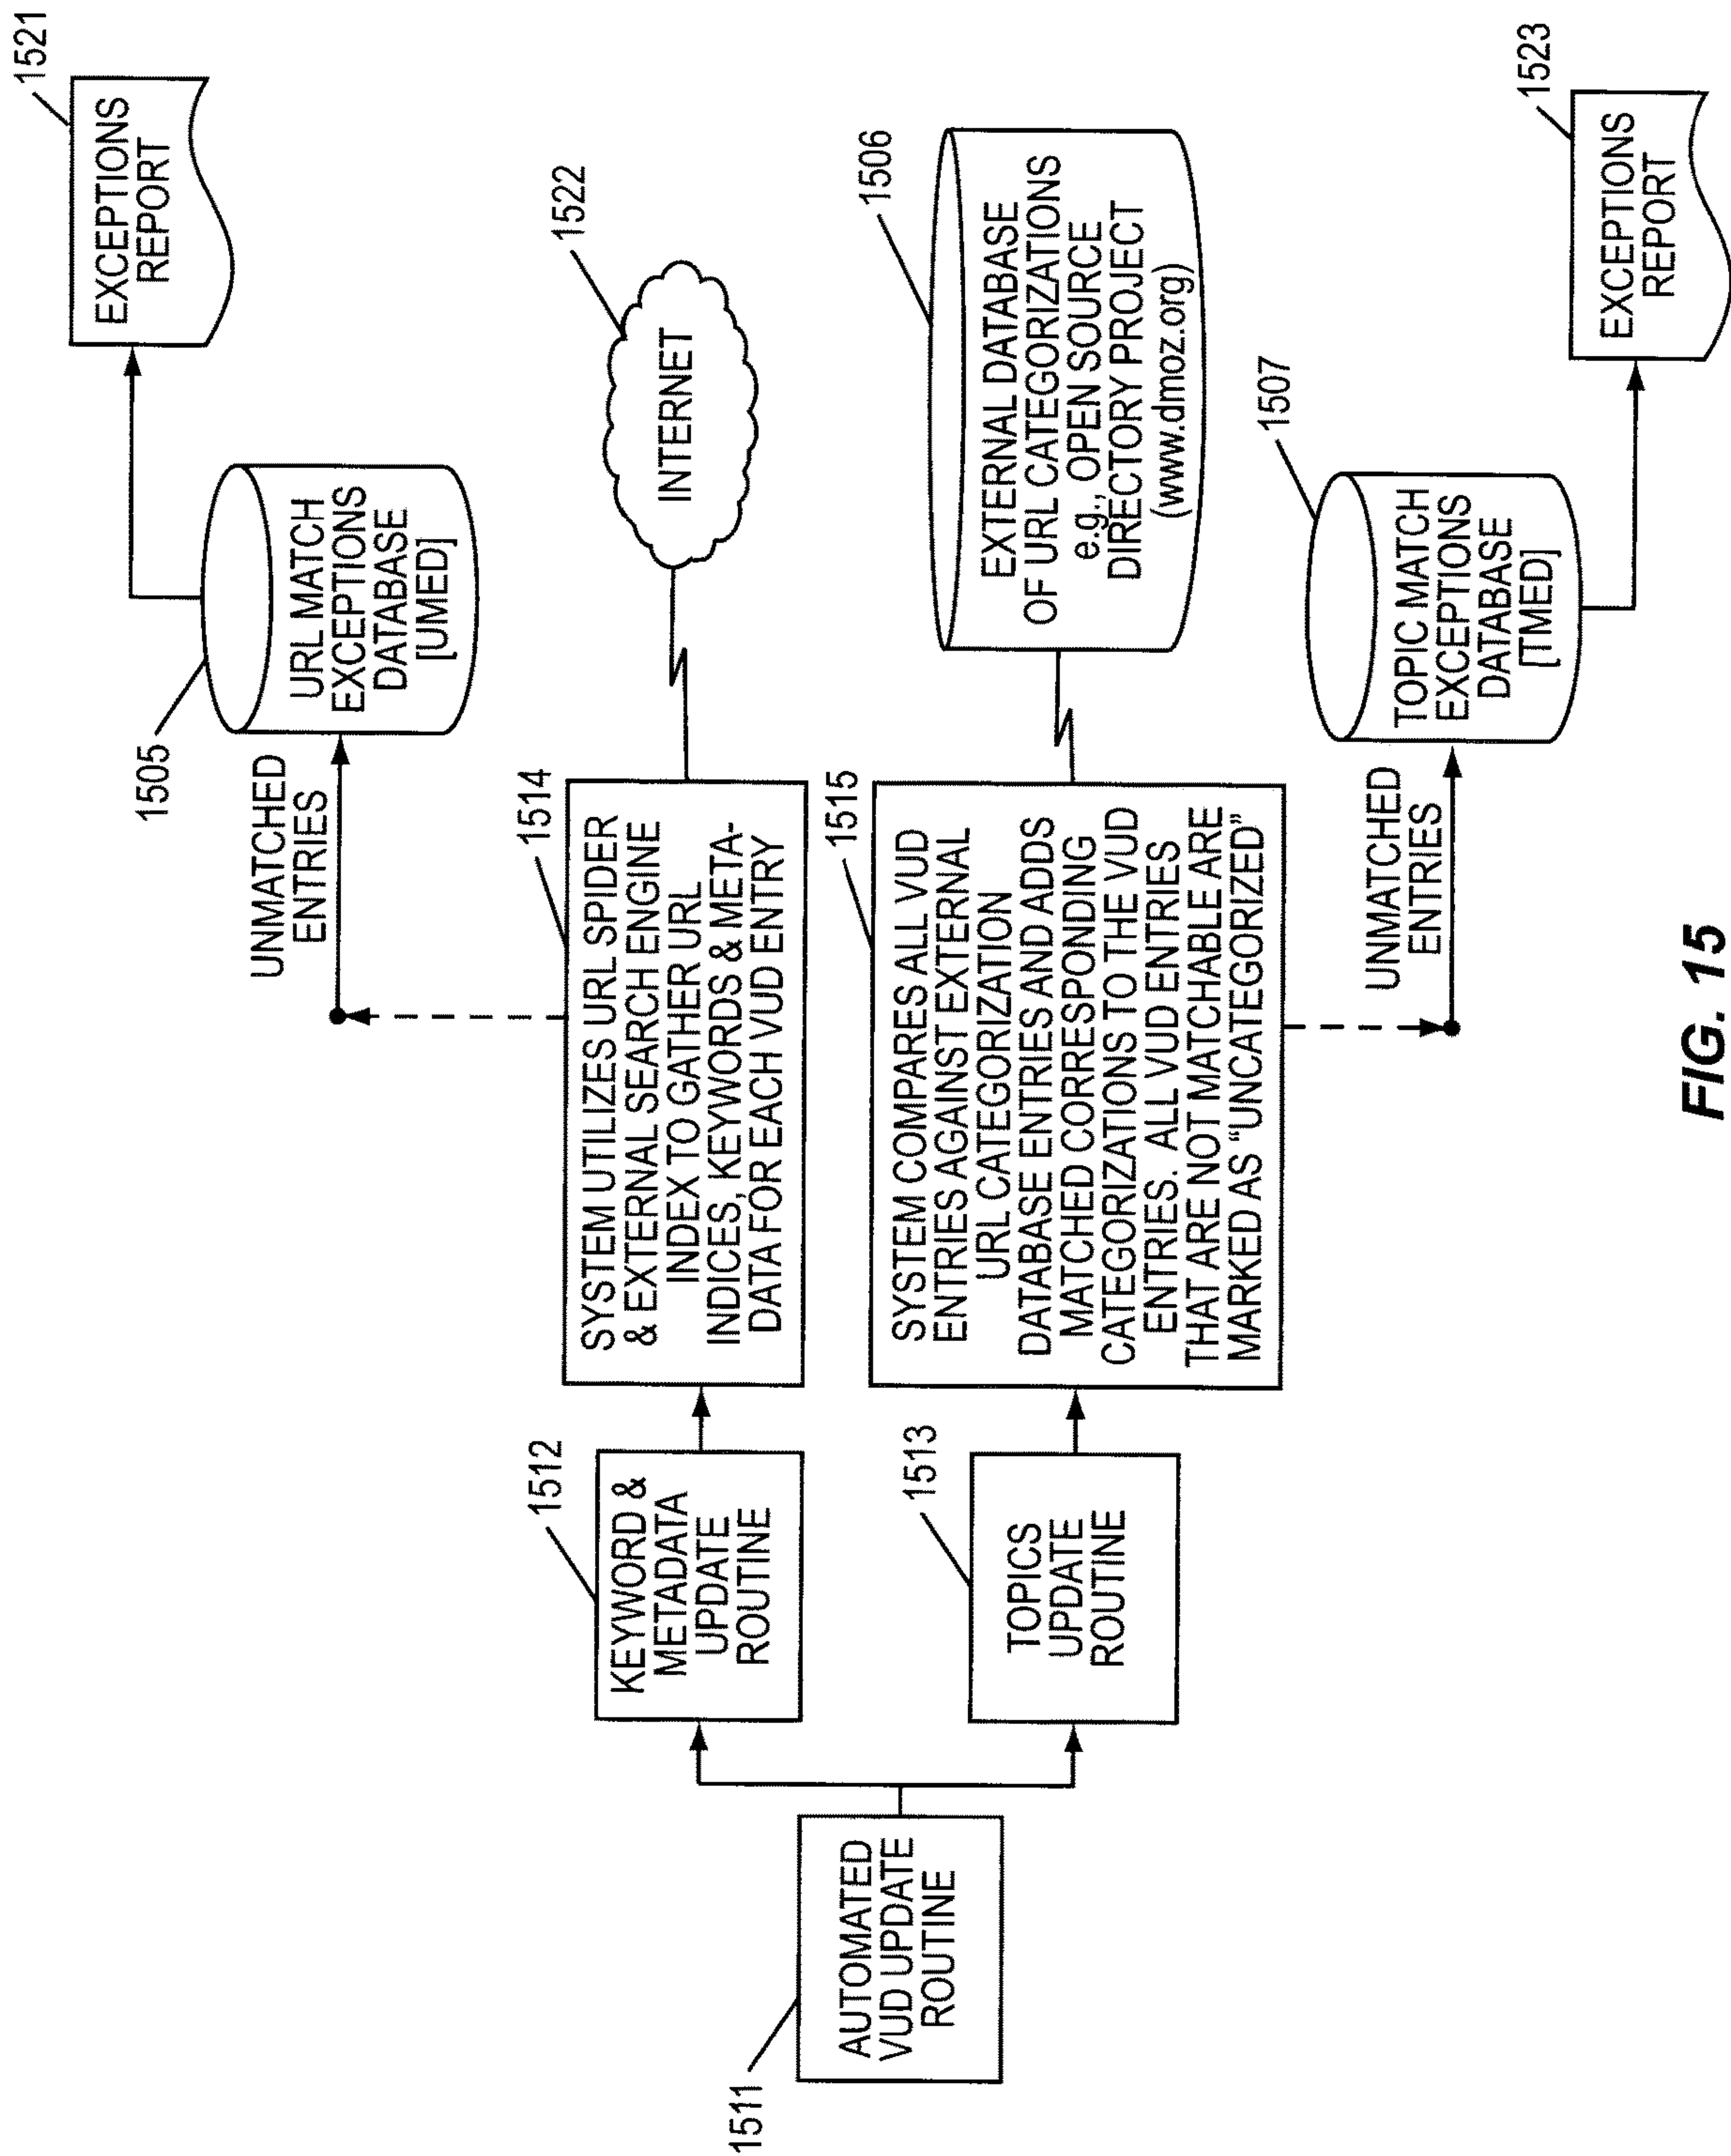 1511
AUTOMATED
VUD UPDATE
ROUTINE
1512
KEYWORD &
METADATA
UPDATE
ROUTINE
1513
TOPICS
UPDATE
ROUTINE
1514
SYSTEM UTILIZES URL SPIDER
& EXTERNAL SEARCH ENGINE
INDEX TO GATHER URL
INDICES, KEYWORDS & META-
DATA FOR EACH VUD ENTRY
1515
SYSTEM COMPARES ALL VUD
ENTRIES AGAINST EXTERNAL
URL CATEGORIZATION
DATABASE ENTRIES AND ADDS
MATCHED CORRESPONDING
CATEGORIZATIONS TO THE VUD
ENTRIES. ALL VUD ENTRIES
THAT ARE NOT MATCHABLE ARE
MARKED AS "UNCATEGORIZED"
UNMATCHED
ENTRIES
1505
URL MATCH
EXCEPTIONS
DATABASE
[UMED]
1521
EXCEPTIONS
REPORT
1522
INTERNET
1506
EXTERNAL DATABASE
OF URL CATEGORIZATIONS
e.g., OPEN SOURCE
DIRECTORY PROJECT
(www.dmoz.org)
UNMATCHED
ENTRIES
1507
TOPIC MATCH
EXCEPTIONS
DATABASE
[TMED]
1523
EXCEPTIONS
REPORT
FIG. 15